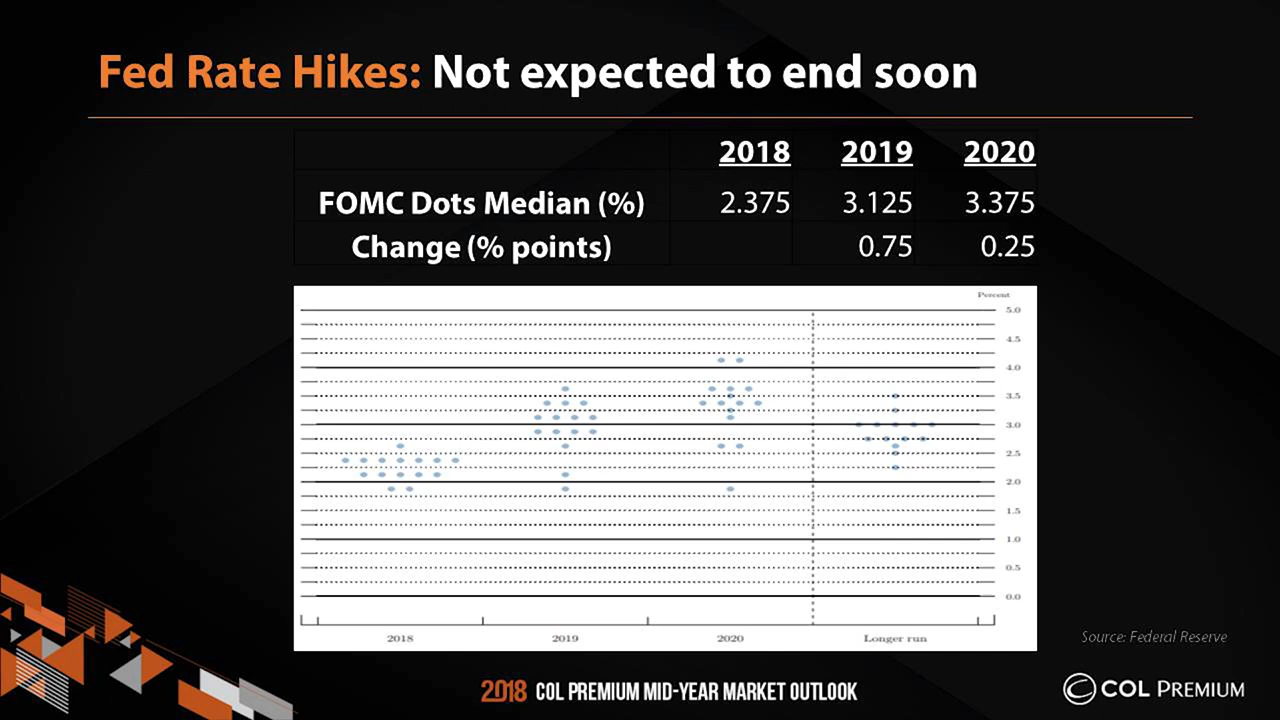 Fed Rate Hikes: Not expected to end soon
2018 2019 2020
FOMC Dots Median (%) 2.375 3.125 3.375
Change (% points) 0.75 0.25
Percent
5.0
4.5
4.0
3.5
3.0
2.5
2.0
1.5
1.0
0.5
0.0
2018 2019 2020 Longer run
Source: Federal Reserve
2018 COL PREMIUM MID-YEAR MARKET OUTLOOK
COL PREMIUM